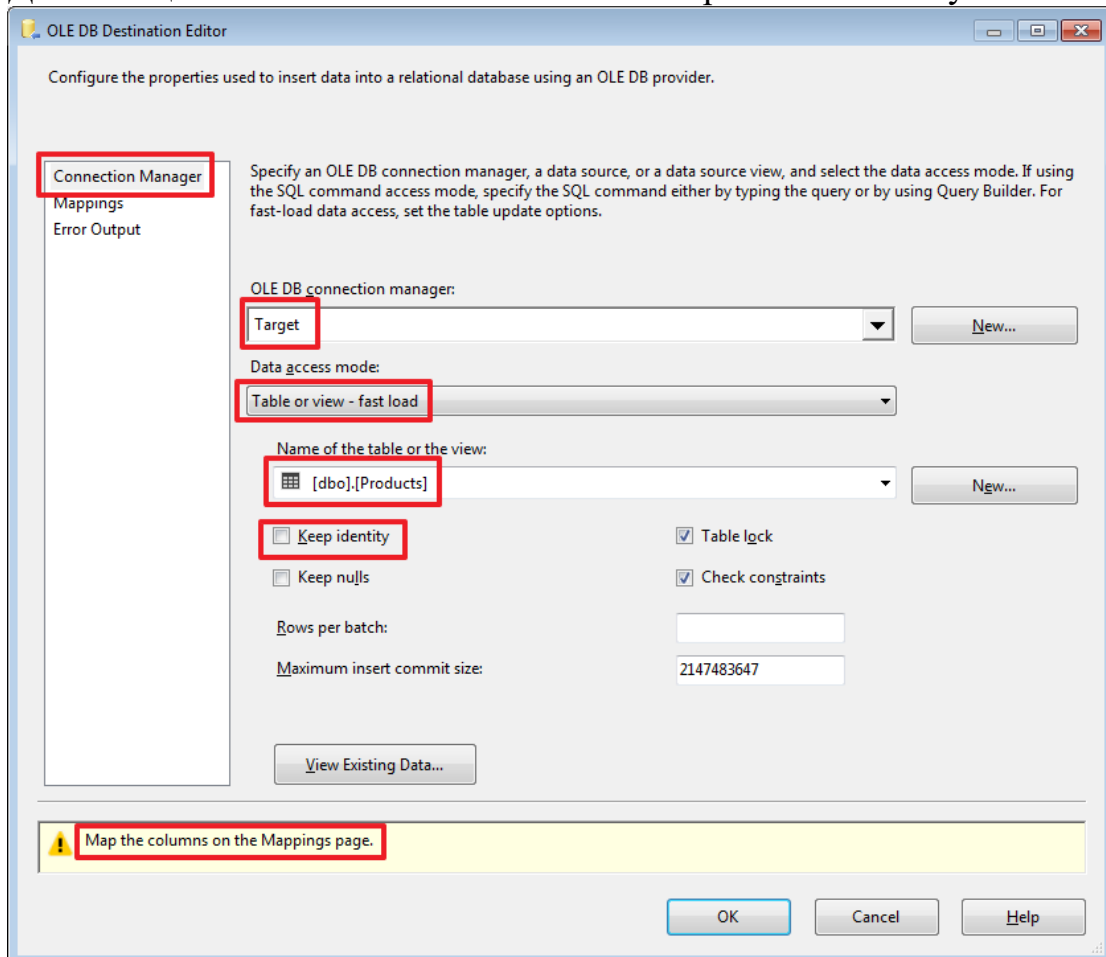 OLE DB Destination Editor
Configure the properties used to insert data into a relational database using an OLE DB provider.
Connection Manager
Mappings
Error Output
Specify an OLE DB connection manager, a data source, or a data source view, and select the data access mode. If using
the SQL command access mode, specify the SQL command either by typing the query or by using Query Builder. For
fast-load data access, set the table update options.
OLE DB connection manager:
Target
New...
Data access mode:
Table or view - fast load
Name of the table or the view:
[dbo].[Products]
New...
Keep identity
Table lock
Keep nulls
Check constraints
Rows per batch:
Maximum insert commit size:
2147483647
View Existing Data...
Map the columns on the Mappings page.
OK
Cancel
Help